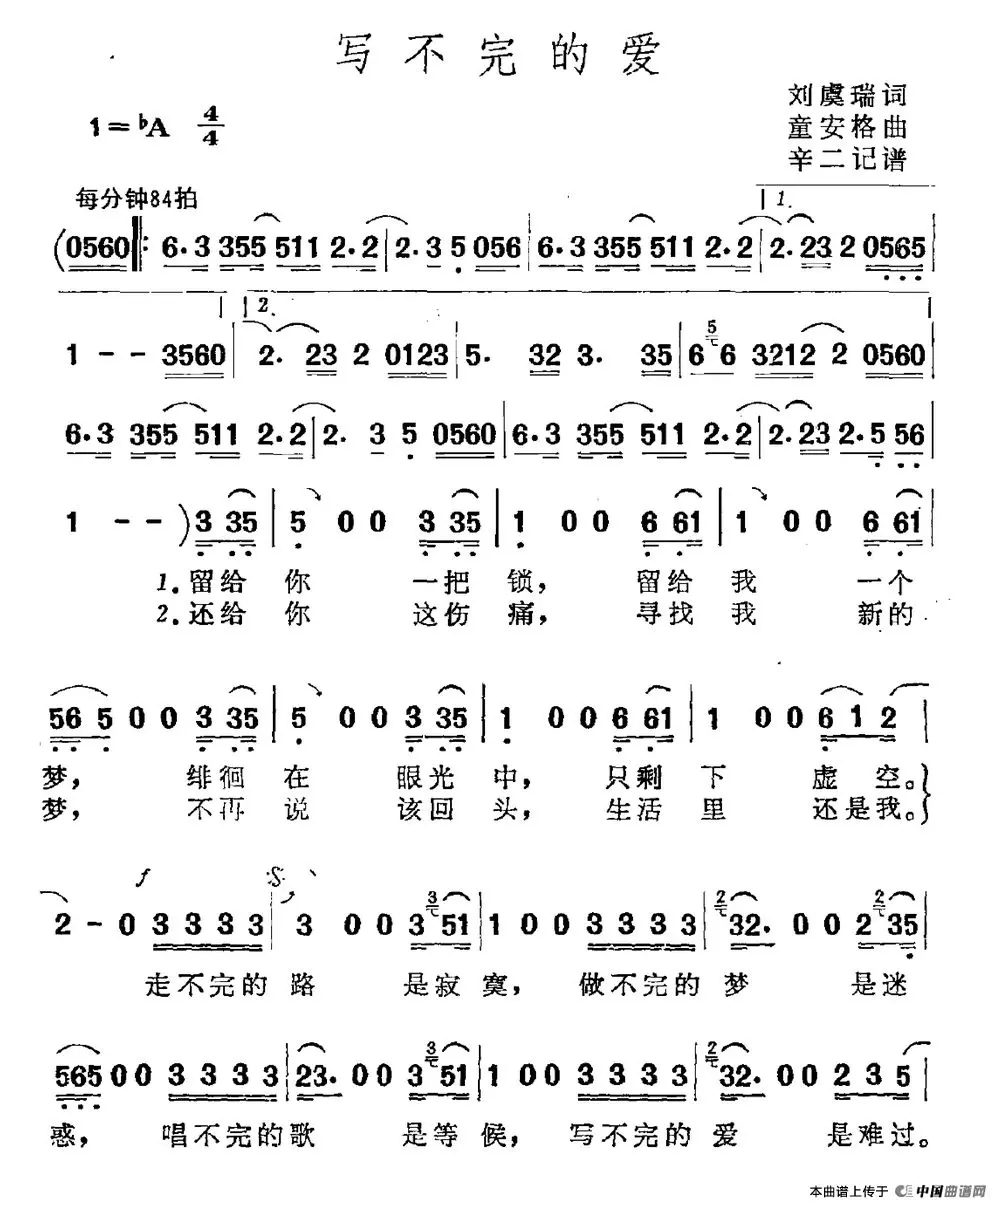 写不完的爱
1=♭A 4/4
刘虞瑞词
童安格曲
辛二记谱
每分钟84拍
1.
(0560‖: 6·3 355 511 2·2 | 2·3 5 056 | 6·3 355 511 2·2 | 2·23 2 0565 |
2.
1 - - 3560 | 2· 23 2 0123 | 5· 32 3· 35 | 5 66 3212 2 0560 |
6·3 355 511 2·2 | 2· 3 5 0560 | 6·3 355 511 2·2 | 2·23 2·5 56 |
1 - - ) 3 35 | 5 0 0 3 35 | 1 0 0 6 61 | 1 0 0 6 61 |
1.留给 你 一把 锁, 留给 我 一个
2.还给 你 这伤 痛, 寻找 我 新的
56 5 0 0 3 35 | 5 0 0 3 35 | 1 0 0 6 61 | 1 0 0 6 1 2 |
梦, 绯徊 在 眼光 中, 只剩 下 虚 空。}
梦, 不再 说 该回 头, 生活 里 还是我。}
f S
2 - 0 3 3 3 3 | 3 0 0 3 3 51 | 1 0 0 3 3 3 3 | 2 32· 0 0 2 2 35 |
走不完的 路 是寂 寞, 做不完的 梦 是迷
565 0 0 3 3 3 3 | 23· 0 0 3 3 51 | 1 0 0 3 3 3 3 | 2 32· 0 0 2 3 5 |
惑, 唱不完的歌 是等 候, 写不完的 爱 是难过。
本曲谱上传于 中国曲谱网